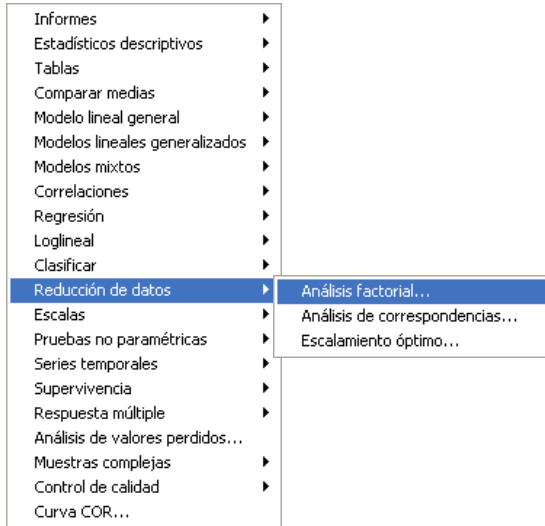 Informes
Estadísticos descriptivos
Tablas
Comparar medias
Modelo lineal general
Modelos lineales generalizados
Modelos mixtos
Correlaciones
Regresión
Loglineal
Clasificar
Reducción de datos
Análisis factorial...
Análisis de correspondencias...
Escalamiento óptimo...
Escalas
Pruebas no paramétricas
Series temporales
Supervivencia
Respuesta múltiple
Análisis de valores perdidos...
Muestras complejas
Control de calidad
Curva COR...